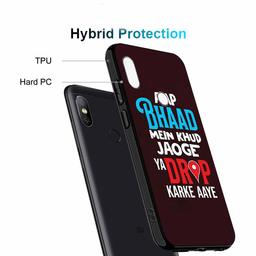 Hybrid Protection
TPU
Hard PC
AAP
BHAAD
MEIN KHUD
JAOGE
YA DROP
KARKE AAYE